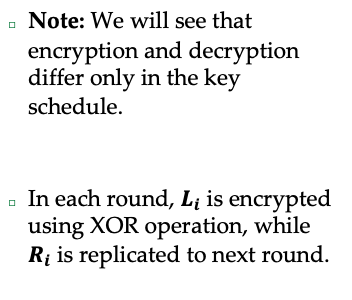 Note: We will see that
encryption and decryption
differ only in the key
schedule.
In each round, Lᵢ is encrypted
using XOR operation, while
Rᵢ is replicated to next round.